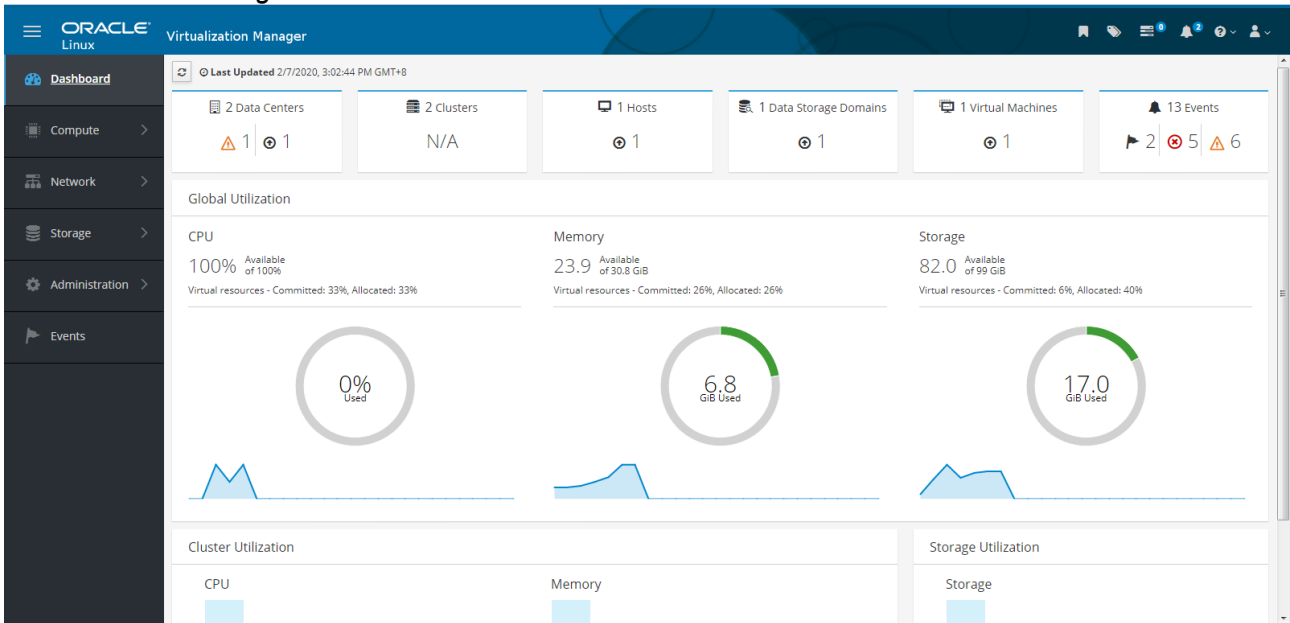 ORACLE
Linux
Virtualization Manager
0
2
Dashboard
Compute
Network
Storage
Administration
Events
Last Updated 2/7/2020, 3:02:44 PM GMT+8
2 Data Centers
1
1
2 Clusters
N/A
1 Hosts
1
1 Data Storage Domains
1
1 Virtual Machines
1
13 Events
2
5
6
Global Utilization
CPU
100% Available
of 100%
Virtual resources - Committed: 33%, Allocated: 33%
0%
Used
Memory
23.9 Available
of 30.8 GiB
Virtual resources - Committed: 26%, Allocated: 26%
6.8
GiB Used
Storage
82.0 Available
of 99 GiB
Virtual resources - Committed: 6%, Allocated: 40%
17.0
GiB Used
Cluster Utilization
CPU
Memory
Storage Utilization
Storage